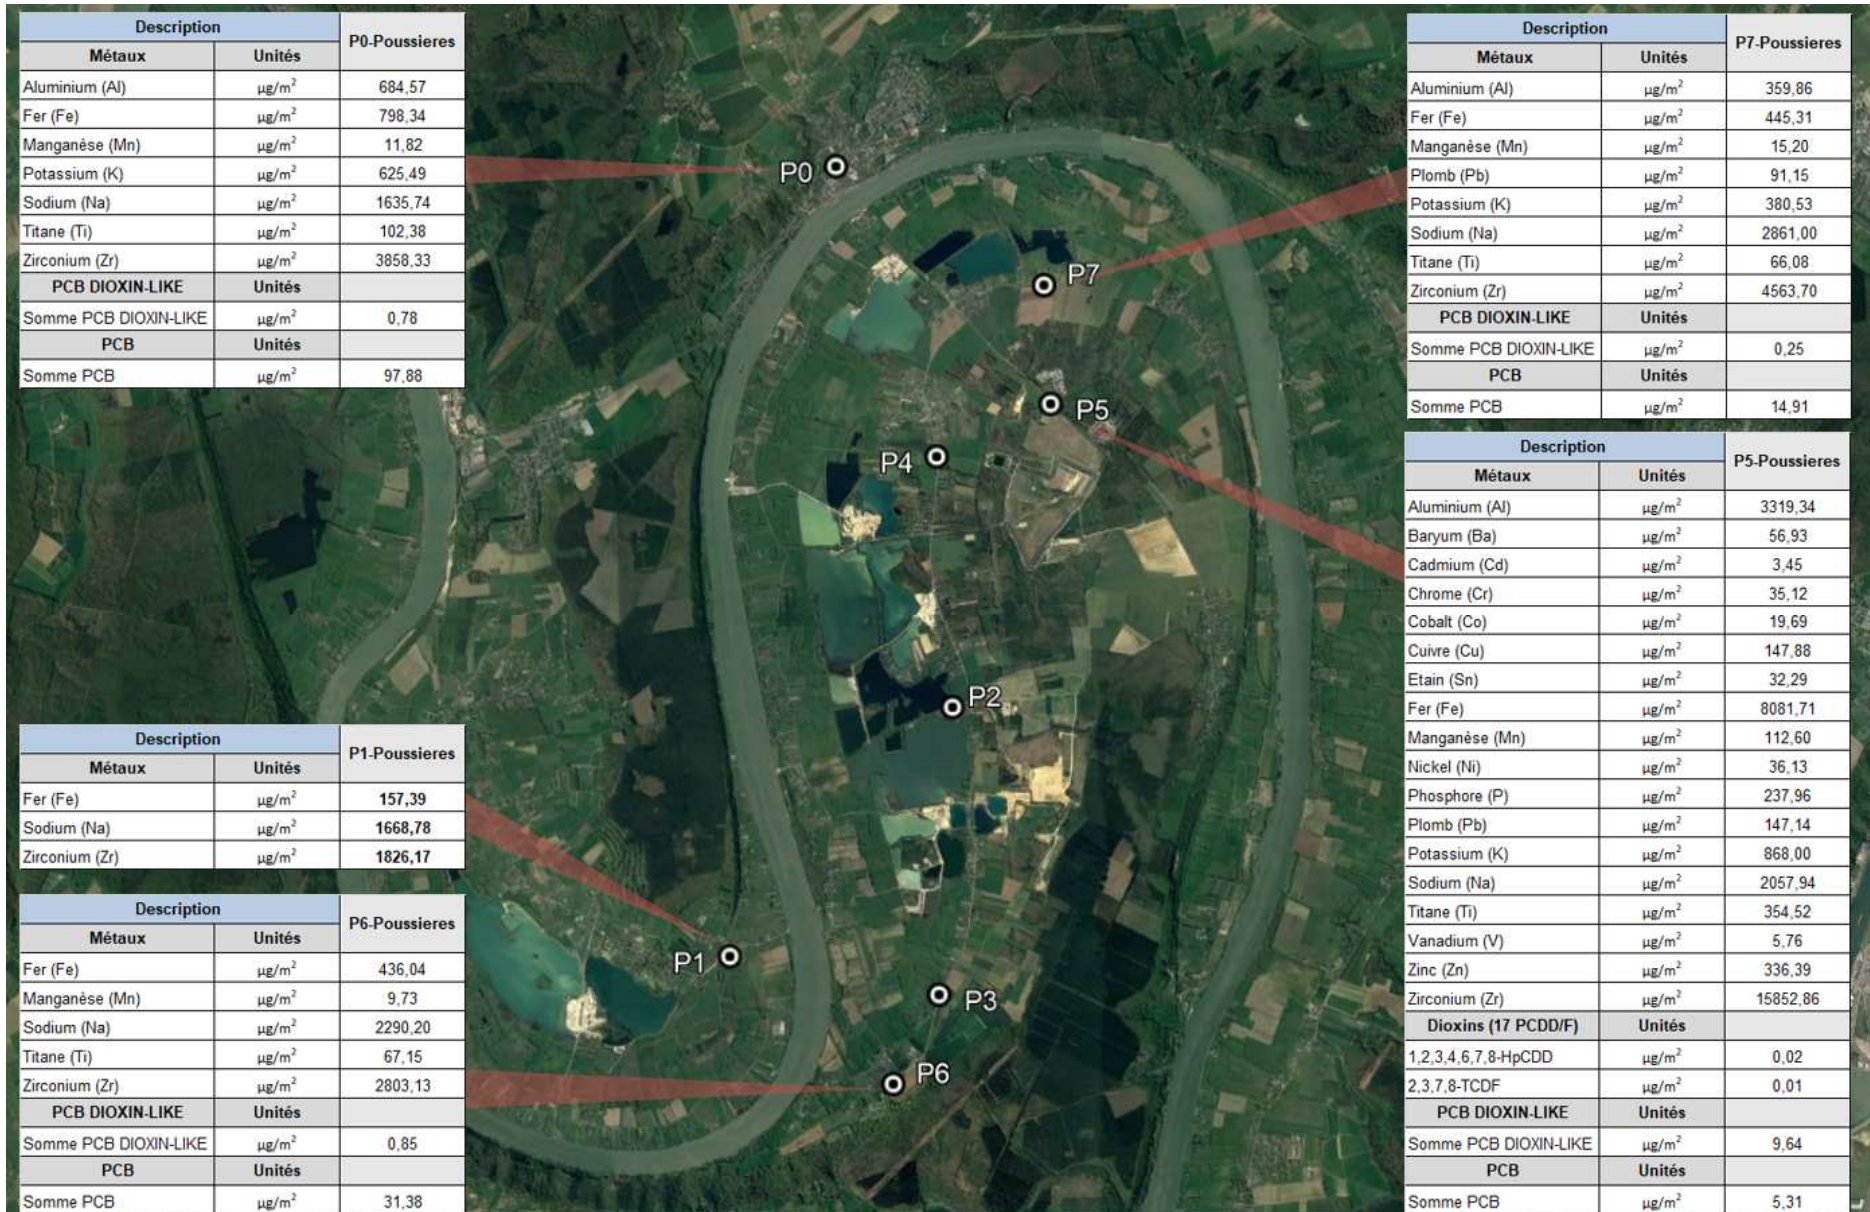 Description P0-Poussieres
Métaux Unités
Aluminium (Al) µg/m² 684,57
Fer (Fe) µg/m² 798,34
Manganèse (Mn) µg/m² 11,82
Potassium (K) µg/m² 625,49
Sodium (Na) µg/m² 1635,74
Titane (Ti) µg/m² 102,38
Zirconium (Zr) µg/m² 3858,33
PCB DIOXIN-LIKE Unités
Somme PCB DIOXIN-LIKE µg/m² 0,78
PCB Unités
Somme PCB µg/m² 97,88
Description P1-Poussieres
Métaux Unités
Fer (Fe) µg/m² 157,39
Sodium (Na) µg/m² 1668,78
Zirconium (Zr) µg/m² 1826,17
Description P6-Poussieres
Métaux Unités
Fer (Fe) µg/m² 436,04
Manganèse (Mn) µg/m² 9,73
Sodium (Na) µg/m² 2290,20
Titane (Ti) µg/m² 67,15
Zirconium (Zr) µg/m² 2803,13
PCB DIOXIN-LIKE Unités
Somme PCB DIOXIN-LIKE µg/m² 0,85
PCB Unités
Somme PCB µg/m² 31,38
P0
P7
P5
P4
P2
P1
P3
P6
Description P7-Poussieres
Métaux Unités
Aluminium (Al) µg/m² 359,86
Fer (Fe) µg/m² 445,31
Manganèse (Mn) µg/m² 15,20
Plomb (Pb) µg/m² 91,15
Potassium (K) µg/m² 380,53
Sodium (Na) µg/m² 2861,00
Titane (Ti) µg/m² 66,08
Zirconium (Zr) µg/m² 4563,70
PCB DIOXIN-LIKE Unités
Somme PCB DIOXIN-LIKE µg/m² 0,25
PCB Unités
Somme PCB µg/m² 14,91
Description P5-Poussieres
Métaux Unités
Aluminium (Al) µg/m² 3319,34
Baryum (Ba) µg/m² 56,93
Cadmium (Cd) µg/m² 3,45
Chrome (Cr) µg/m² 35,12
Cobalt (Co) µg/m² 19,69
Cuivre (Cu) µg/m² 147,88
Etain (Sn) µg/m² 32,29
Fer (Fe) µg/m² 8081,71
Manganèse (Mn) µg/m² 112,60
Nickel (Ni) µg/m² 36,13
Phosphore (P) µg/m² 237,96
Plomb (Pb) µg/m² 147,14
Potassium (K) µg/m² 868,00
Sodium (Na) µg/m² 2057,94
Titane (Ti) µg/m² 354,52
Vanadium (V) µg/m² 5,76
Zinc (Zn) µg/m² 336,39
Zirconium (Zr) µg/m² 15852,86
Dioxins (17 PCDD/F) Unités
1,2,3,4,6,7,8-HpCDD µg/m² 0,02
2,3,7,8-TCDF µg/m² 0,01
PCB DIOXIN-LIKE Unités
Somme PCB DIOXIN-LIKE µg/m² 9,64
PCB Unités
Somme PCB µg/m² 5,31